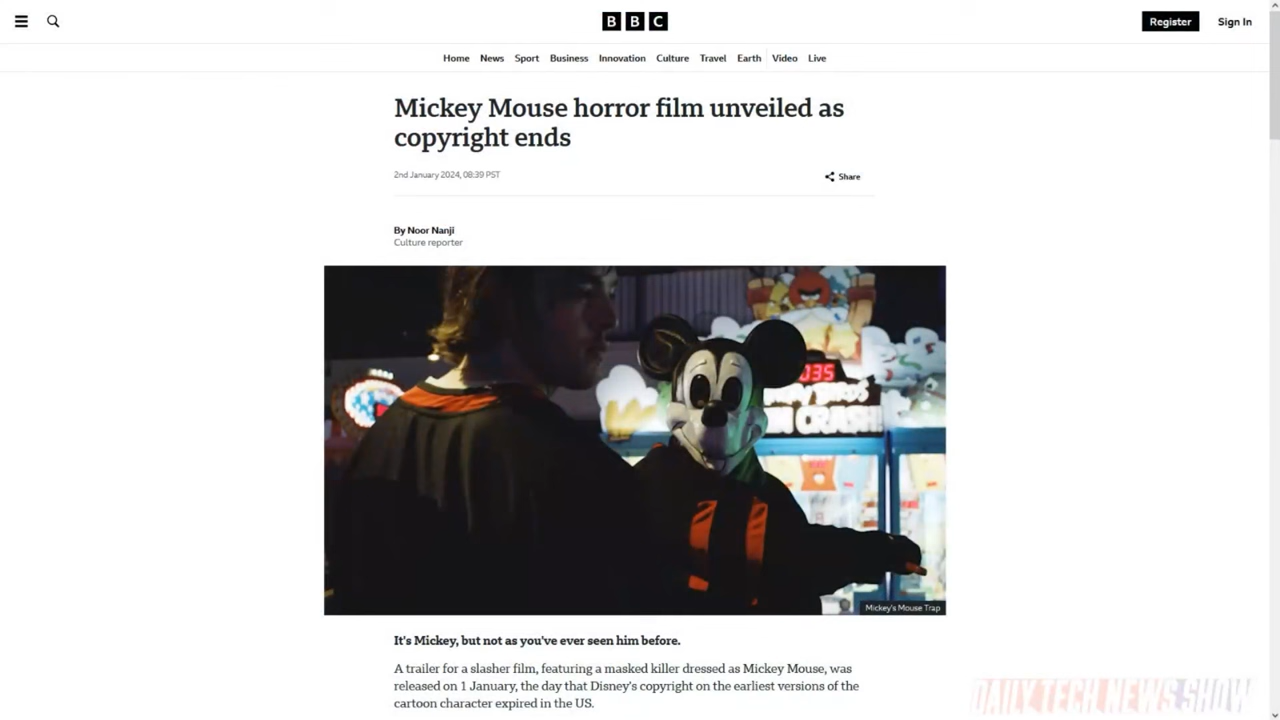 BBC
Register
Sign In
Home
News
Sport
Business
Innovation
Culture
Travel
Earth
Video
Live
Mickey Mouse horror film unveiled as
copyright ends
2nd January 2024, 08:39 PST
Share
By Noor Nanji
Culture reporter
035
CRASH
Mickey's Mouse Trap
It's Mickey, but not as you've ever seen him before.
A trailer for a slasher film, featuring a masked killer dressed as Mickey Mouse, was
released on 1 January, the day that Disney's copyright on the earliest versions of the
cartoon character expired in the US.
DAILY TECH NEWS SHOW